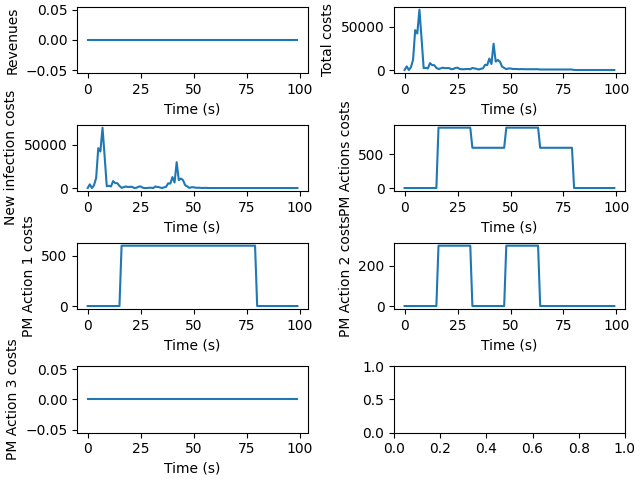 Revenues
0.05
0.00
−0.05
0 25 50 75 100
Time (s)
Total costs
50000
0
0 25 50 75 100
Time (s)
New infection costs
50000
0
0 25 50 75 100
Time (s)
PM Actions costs
500
0
0 25 50 75 100
Time (s)
PM Action 1 costs
500
0
0 25 50 75 100
Time (s)
PM Action 2 costs
200
0
0 25 50 75 100
Time (s)
PM Action 3 costs
0.05
0.00
−0.05
0 25 50 75 100
Time (s)
1.0
0.5
0.0
0.0 0.2 0.4 0.6 0.8 1.0